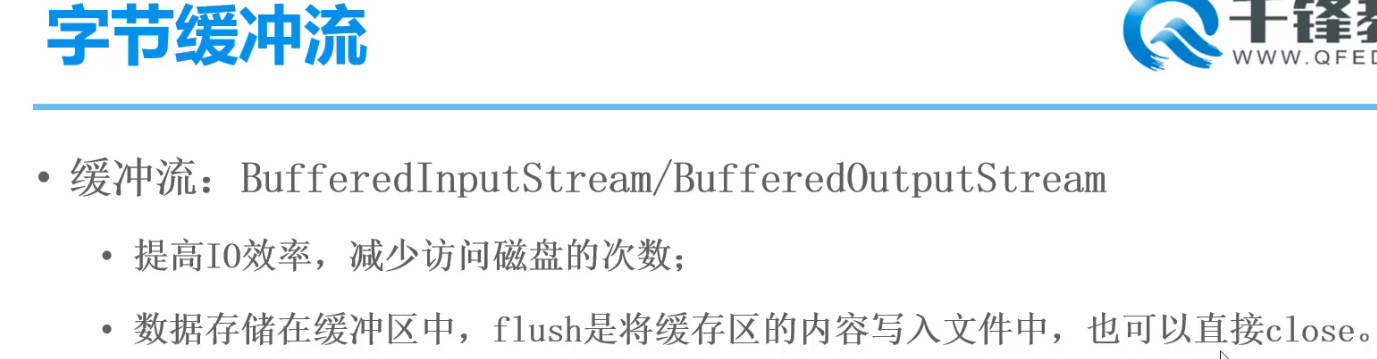 字节缓冲流
千锋教
WWW.QFED
• 缓冲流：BufferedInputStream/BufferedOutputStream
• 提高IO效率，减少访问磁盘的次数；
• 数据存储在缓冲区中，flush是将缓存区的内容写入文件中，也可以直接close。